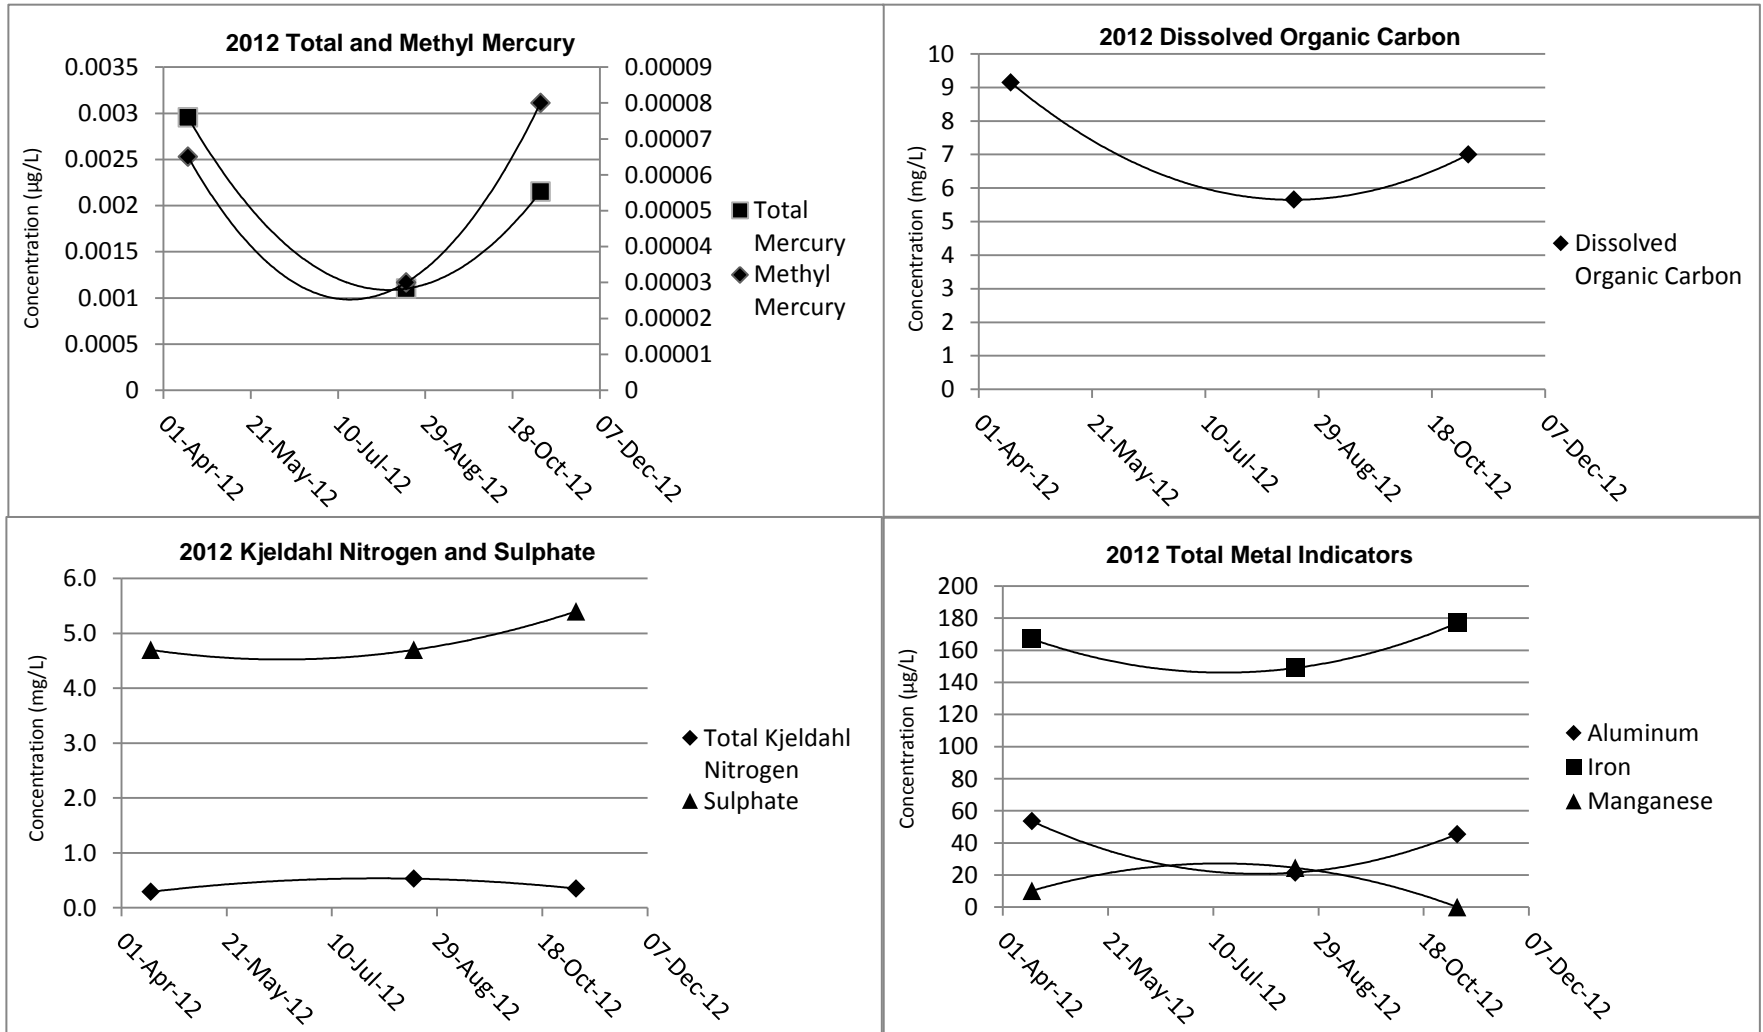 2012 Total and Methyl Mercury
Concentration (µg/L)
0.0035
0.003
0.0025
0.002
0.0015
0.001
0.0005
0
0.00009
0.00008
0.00007
0.00006
0.00005
0.00004
0.00003
0.00002
0.00001
0
01-Apr-12
21-May-12
10-Jul-12
29-Aug-12
18-Oct-12
07-Dec-12
Total
Mercury
Methyl
Mercury
2012 Dissolved Organic Carbon
Concentration (mg/L)
10
9
8
7
6
5
4
3
2
1
0
01-Apr-12
21-May-12
10-Jul-12
29-Aug-12
18-Oct-12
07-Dec-12
Dissolved
Organic Carbon
2012 Kjeldahl Nitrogen and Sulphate
Concentration (mg/L)
6.0
5.0
4.0
3.0
2.0
1.0
0.0
01-Apr-12
21-May-12
10-Jul-12
29-Aug-12
18-Oct-12
07-Dec-12
Total Kjeldahl
Nitrogen
Sulphate
2012 Total Metal Indicators
Concentration (µg/L)
200
180
160
140
120
100
80
60
40
20
0
01-Apr-12
21-May-12
10-Jul-12
29-Aug-12
18-Oct-12
07-Dec-12
Aluminum
Iron
Manganese